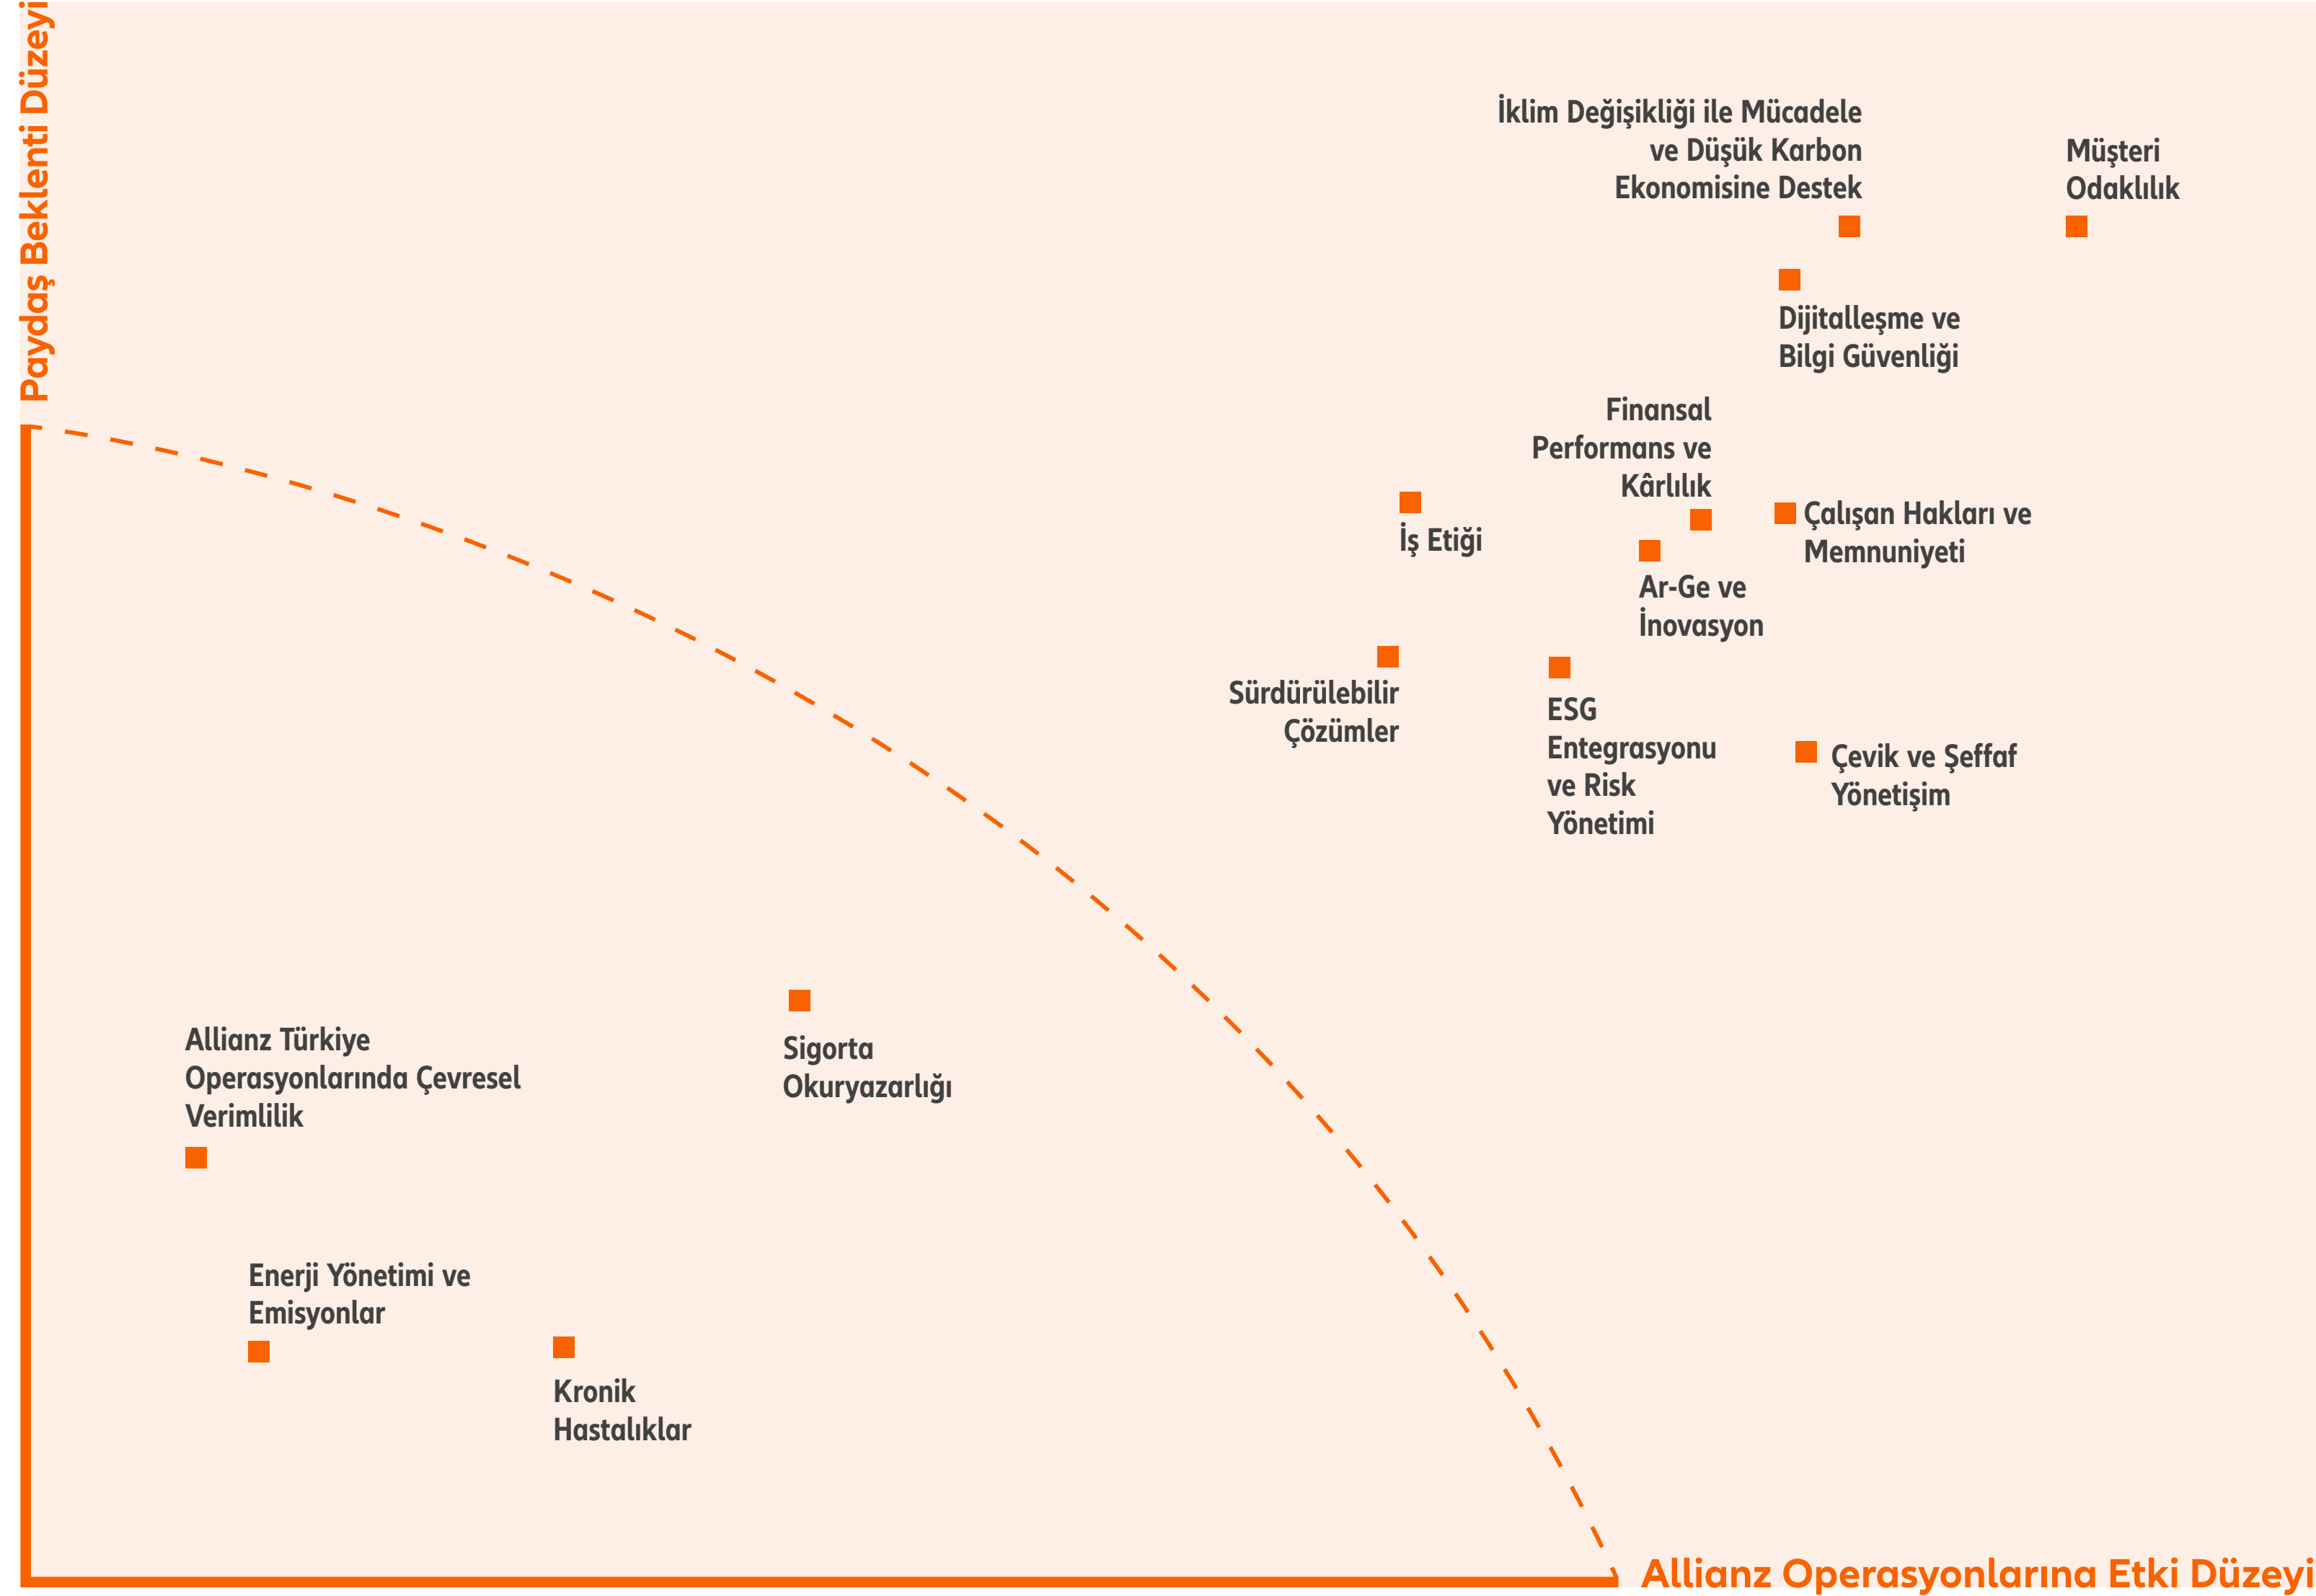 Paydaş Beklenti Düzeyi
İklim Değişikliği ile Mücadele
ve Düşük Karbon
Ekonomisine Destek
Müşteri
Odaklılık
Dijitalleşme ve
Bilgi Güvenliği
Finansal
Performans ve
Kârlılık
İş Etiği
Çalışan Hakları ve
Memnuniyeti
Ar-Ge ve
İnovasyon
Sürdürülebilir
Çözümler
ESG
Entegrasyonu
ve Risk
Yönetimi
Çevik ve Şeffaf
Yönetişim
Allianz Türkiye
Operasyonlarında Çevresel
Verimlilik
Sigorta
Okuryazarlığı
Enerji Yönetimi ve
Emisyonlar
Kronik
Hastalıklar
Allianz Operasyonlarına Etki Düzeyi